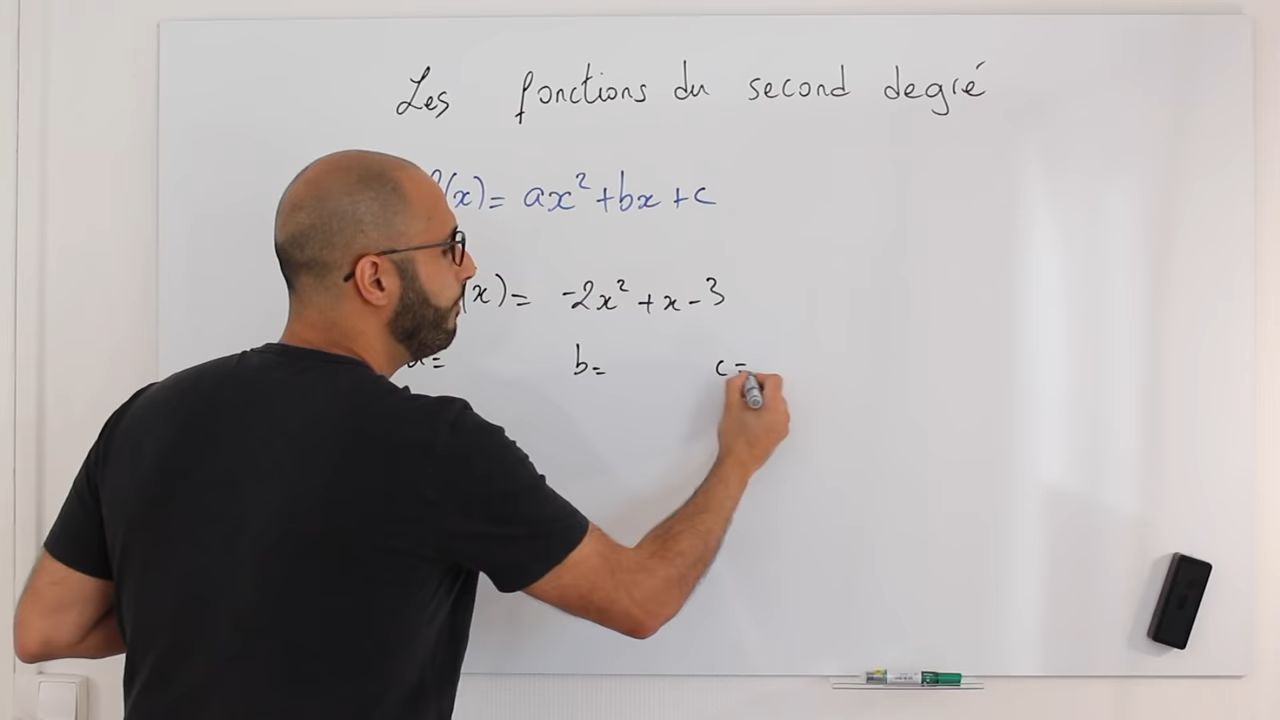 Les fonctions du second degré
f(x)= ax²+bx+c
(x)= -2x²+x-3
a= b= c=